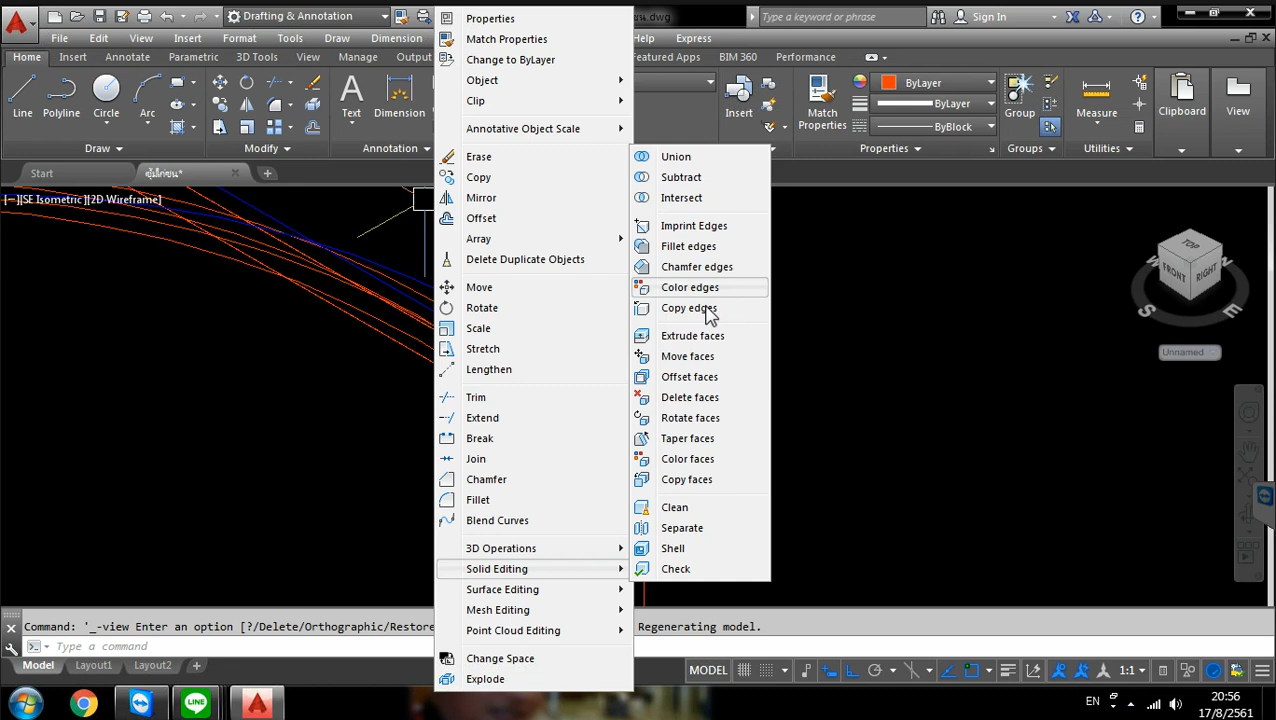 Drafting & Annotation
.dwg
Type a keyword or phrase
Sign In
File
Edit
View
Insert
Format
Tools
Draw
Dimension
Help
Express
Home
Insert
Annotate
Parametric
3D Tools
View
Manage
Output
Featured Apps
BIM 360
Performance
Line
Polyline
Circle
Arc
Text
Dimension
Insert
Match
Properties
ByLayer
ByLayer
ByBlock
Group
Measure
Clipboard
View
Draw
Modify
Annotation
Properties
Groups
Utilities
Start
[−][SE Isometric][2D Wireframe]
Properties
Match Properties
Change to ByLayer
Object
Clip
Annotative Object Scale
Erase
Copy
Mirror
Offset
Array
Delete Duplicate Objects
Move
Rotate
Scale
Stretch
Lengthen
Trim
Extend
Break
Join
Chamfer
Fillet
Blend Curves
3D Operations
Solid Editing
Surface Editing
Mesh Editing
Point Cloud Editing
Change Space
Explode
Union
Subtract
Intersect
Imprint Edges
Fillet edges
Chamfer edges
Color edges
Copy edges
Extrude faces
Move faces
Offset faces
Delete faces
Rotate faces
Taper faces
Color faces
Copy faces
Clean
Separate
Shell
Check
TOP
FRONT
RIGHT
S
E
Unnamed
Command: '_-view Enter an option [?/Delete/Orthographic/Restore
Regenerating model.
Type a command
Model
Layout1
Layout2
MODEL
1:1
LINE
EN
20:56
17/8/2561